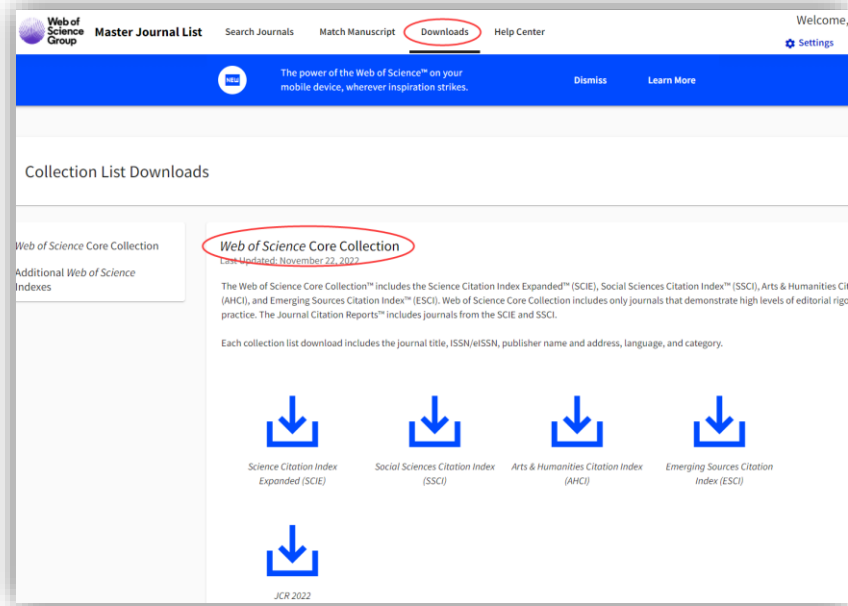 Web of
Science
Group
Master Journal List
Search Journals
Match Manuscript
Downloads
Help Center
Welcome,
Settings
NEW
The power of the Web of Science™ on your
mobile device, wherever inspiration strikes.
Dismiss
Learn More
Collection List Downloads
Web of Science Core Collection
Additional Web of Science
Indexes
Web of Science Core Collection
Last Updated: November 22, 2022
The Web of Science Core Collection™ includes the Science Citation Index Expanded™ (SCIE), Social Sciences Citation Index™ (SSCI), Arts & Humanities Cit
(AHCI), and Emerging Sources Citation Index™ (ESCI). Web of Science Core Collection includes only journals that demonstrate high levels of editorial rigo
practice. The Journal Citation Reports™ includes journals from the SCIE and SSCI.
Each collection list download includes the journal title, ISSN/eISSN, publisher name and address, language, and category.
Science Citation Index
Expanded (SCIE)
Social Sciences Citation Index
(SSCI)
Arts & Humanities Citation Index
(AHCI)
Emerging Sources Citation
Index (ESCI)
JCR 2022